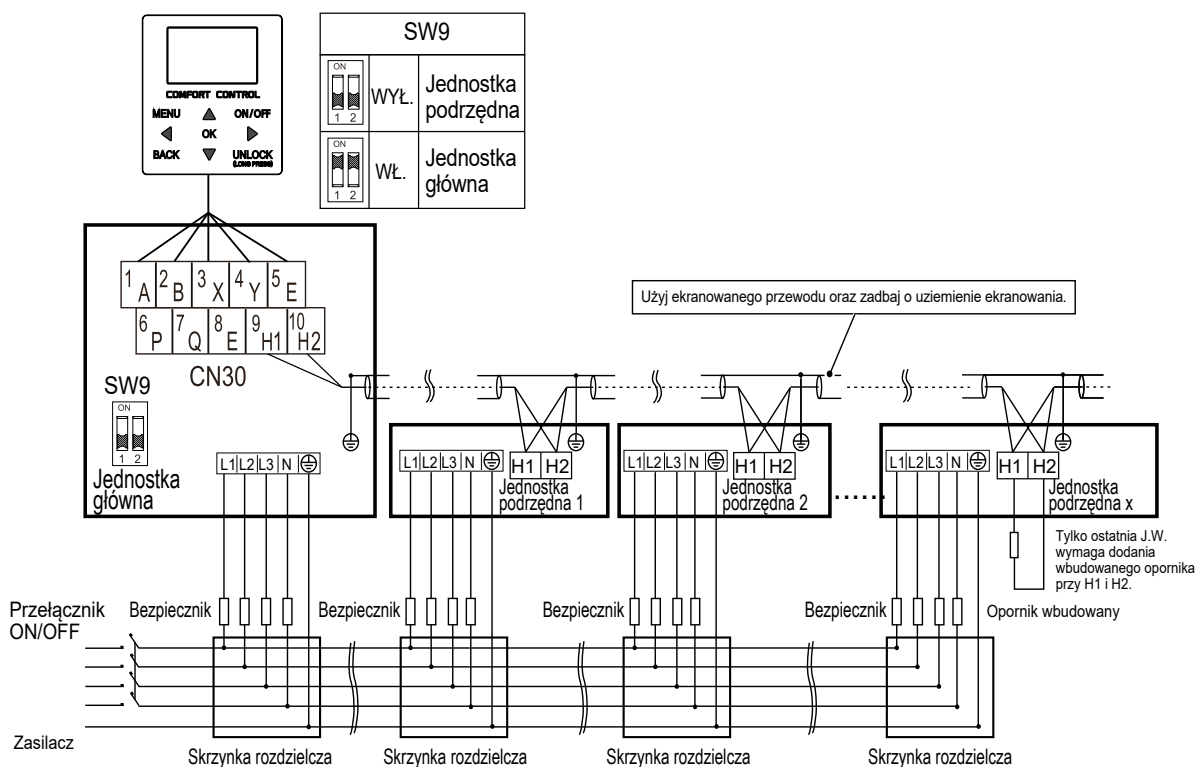 COMFORT CONTROL
MENU ON/OFF
OK
BACK UNLOCK
(LONG PRESS)
SW9
ON
1 2
WYŁ.
Jednostka
podrzędna
ON
1 2
WŁ.
Jednostka
główna
1 A 2 B 3 X 4 Y 5 E
6 P 7 Q 8 E 9 H1 10 H2
CN30
SW9
ON
1 2
Jednostka
główna
Użyj ekranowanego przewodu oraz zadbaj o uziemienie ekranowania.
L1 L2 L3 N
L1 L2 L3 N
H1 H2
Jednostka
podrzędna 1
L1 L2 L3 N
H1 H2
Jednostka
podrzędna 2
L1 L2 L3 N
H1 H2
Jednostka
podrzędna x
Tylko ostatnia J.W.
wymaga dodania
wbudowanego opornika
przy H1 i H2.
Przełącznik
ON/OFF
Bezpiecznik
Bezpiecznik
Bezpiecznik
Bezpiecznik
Opornik wbudowany
Zasilacz
Skrzynka rozdzielcza
Skrzynka rozdzielcza
Skrzynka rozdzielcza
Skrzynka rozdzielcza